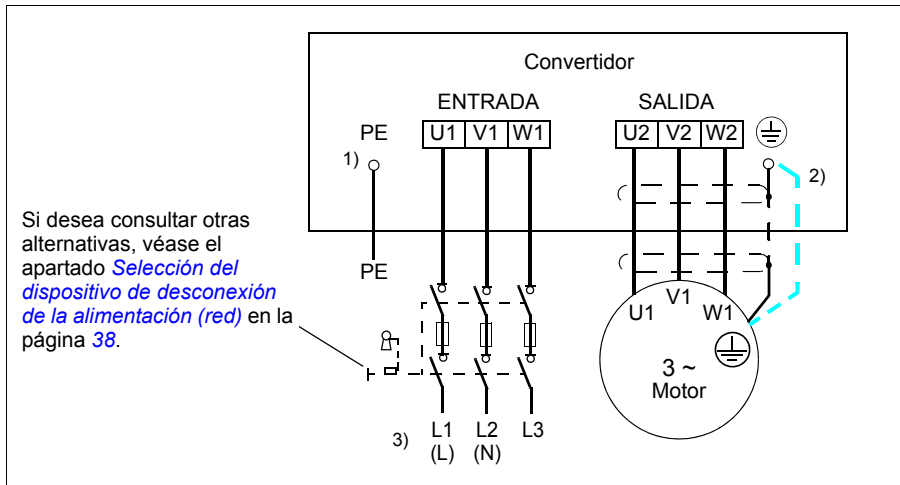 Convertidor
ENTRADA
SALIDA
PE
U1 V1 W1
U2 V2 W2
1)
2)
Si desea consultar otras
alternativas, véase el
apartado Selección del
dispositivo de desconexión
de la alimentación (red) en la
página 38.
PE
U1
V1
W1
3 ~
Motor
3)
L1
L2
L3
(L)
(N)